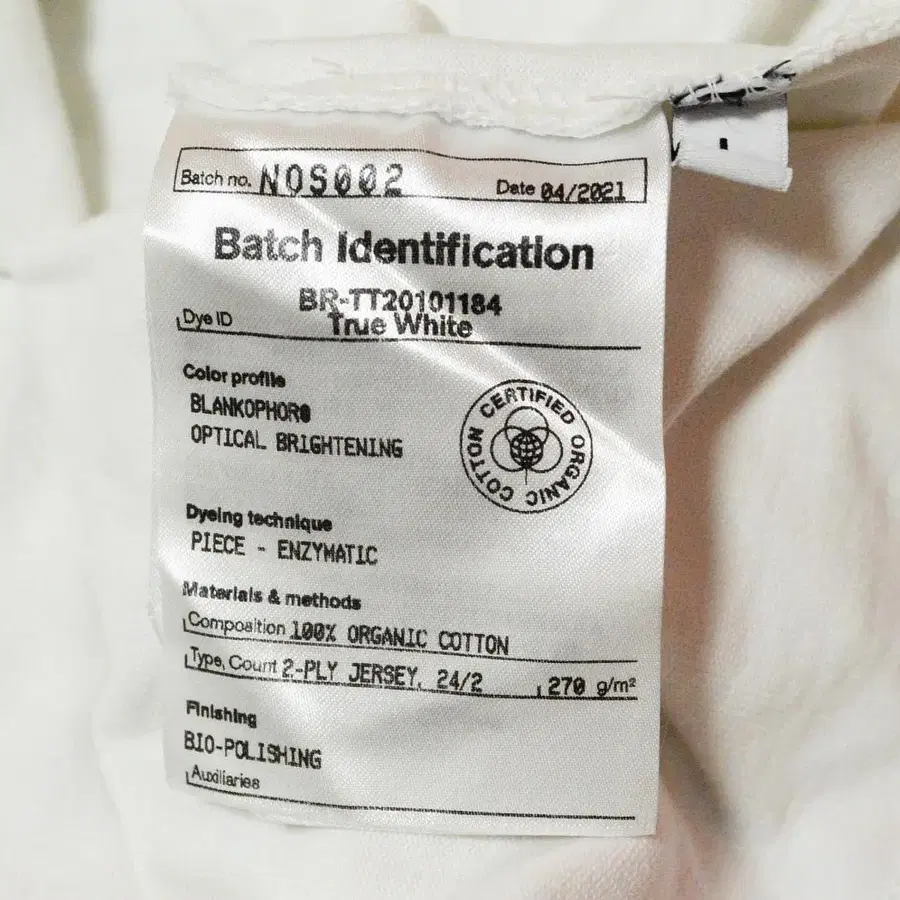 Batch no. NOS002 Date 04/2021
Batch Identification
BR-TT20101184
Dye ID True White
Color profile
BLANKOPHOR®
OPTICAL BRIGHTENING
CERTIFIED ORGANIC COTTON
Dyeing technique
PIECE - ENZYMATIC
Materials & methods
Composition 100% ORGANIC COTTON
Type, Count 2-PLY JERSEY, 24/2 270 g/m²
Finishing
BIO-POLISHING
Auxiliaries